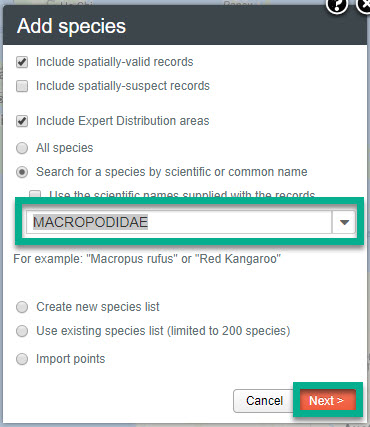 Add species
Include spatially-valid records
Include spatially-suspect records
Include Expert Distribution areas
All species
Search for a species by scientific or common name
Use the scientific names supplied with the records
MACROPODIDAE
For example: "Macropus rufus" or "Red Kangaroo"
Create new species list
Use existing species list (limited to 200 species)
Import points
Cancel
Next >